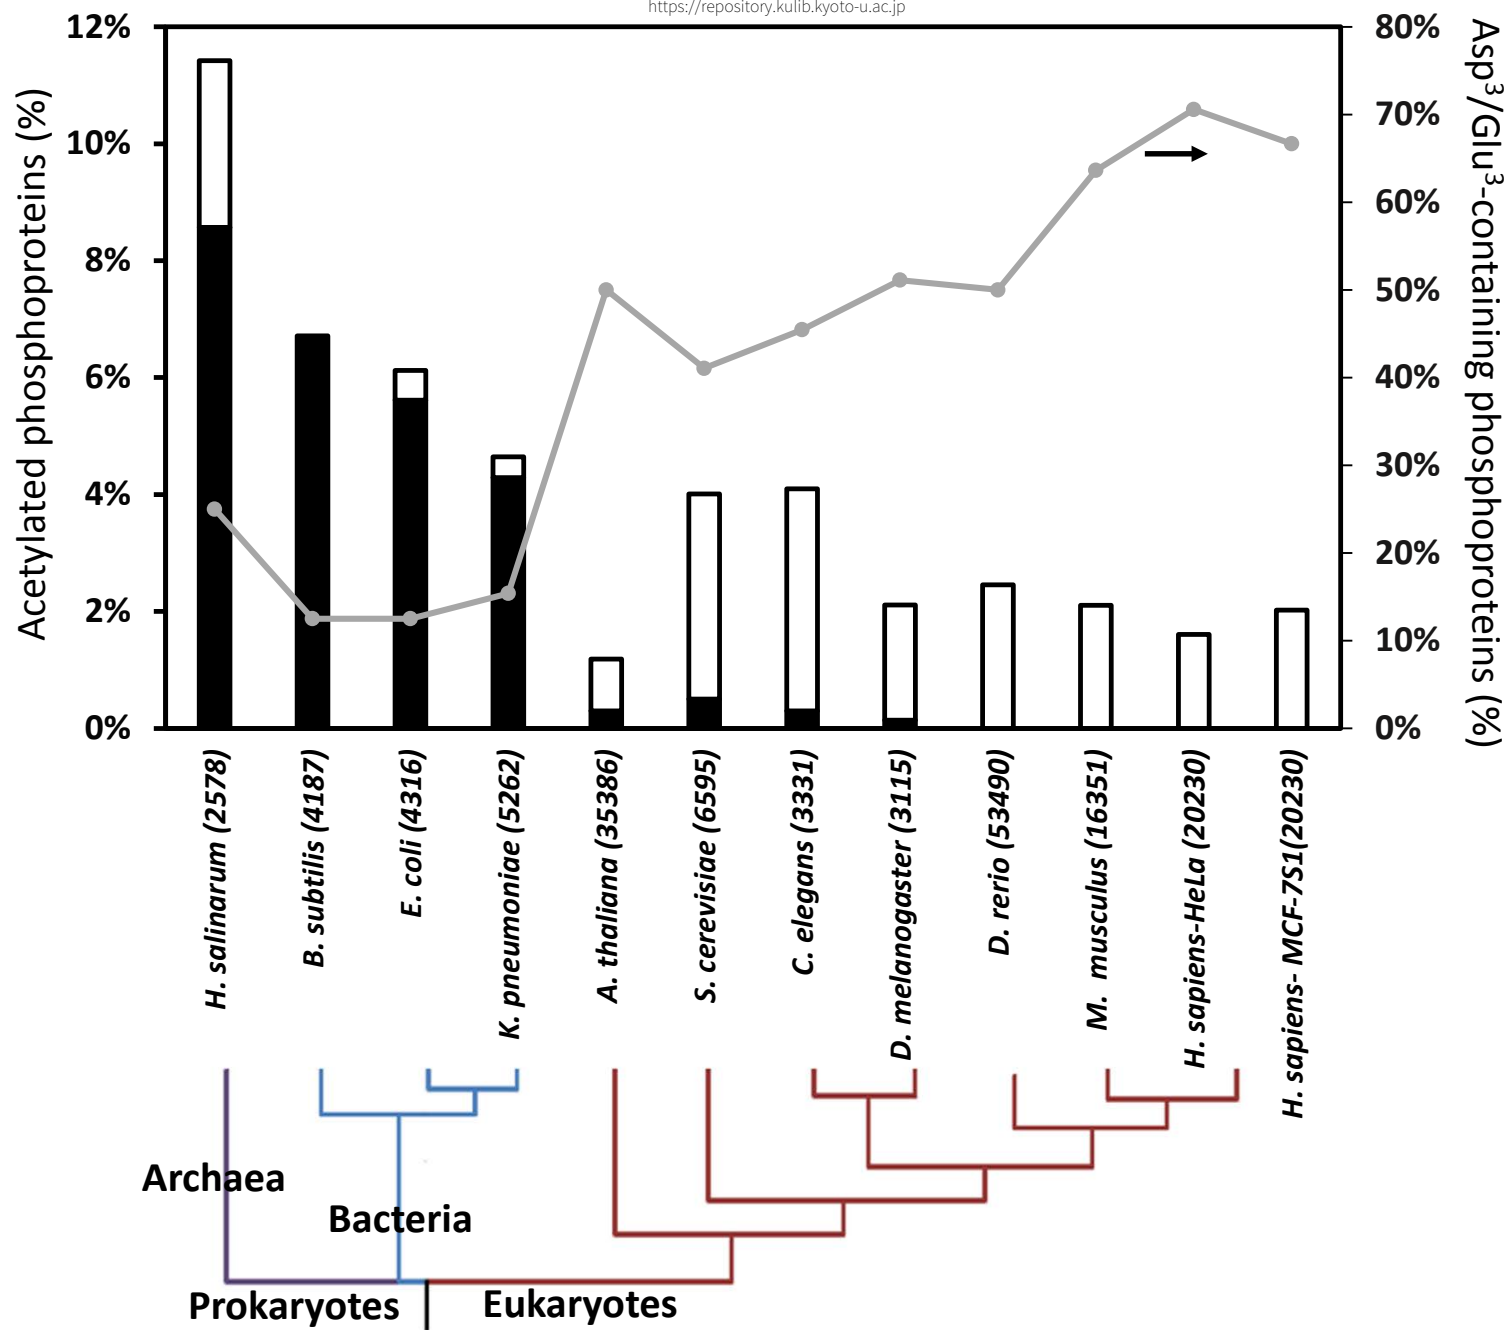 https://repository.kulib.kyoto-u.ac.jp
Acetylated phosphoproteins (%)
12%
10%
8%
6%
4%
2%
0%
80%
70%
60%
50%
40%
30%
20%
10%
0%
Asp³/Glu³-containing phosphoproteins (%)
H. salinarum (2578)
B. subtilis (4187)
E. coli (4316)
K. pneumoniae (5262)
A. thaliana (35386)
S. cerevisiae (6595)
C. elegans (3331)
D. melanogaster (3115)
D. rerio (53490)
M. musculus (16351)
H. sapiens-HeLa (20230)
H. sapiens- MCF-7S1(20230)
Archaea
Bacteria
Prokaryotes
Eukaryotes